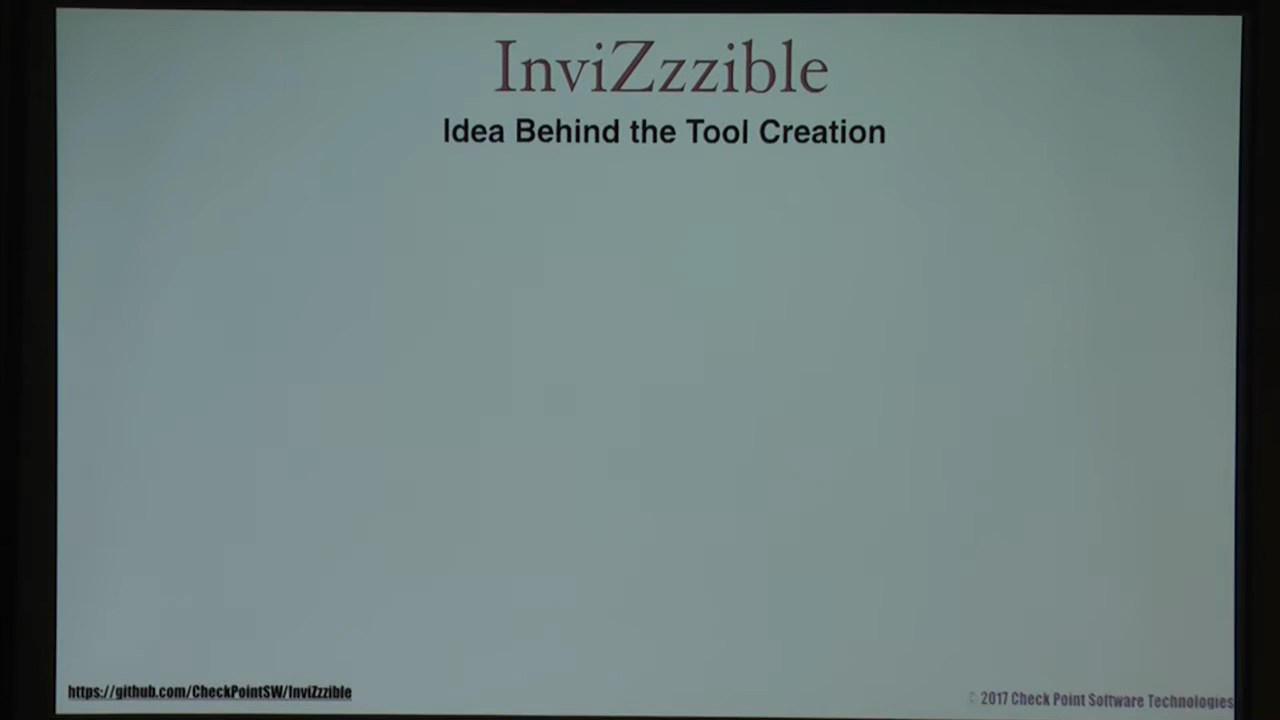 InviZzzible
Idea Behind the Tool Creation
https://github.com/CheckPointSW/InviZzzible
© 2017 Check Point Software Technologies